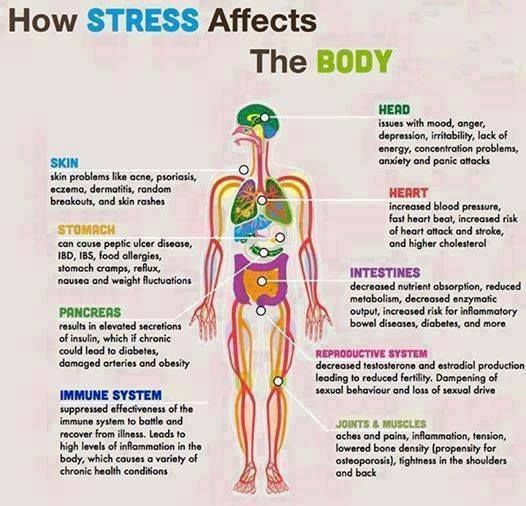 How STRESS Affects
The BODY
HEAD
issues with mood, anger,
depression, irritability, lack of
energy, concentration problems,
anxiety and panic attacks
SKIN
skin problems like acne, psoriasis,
eczema, dermatitis, random
breakouts, and skin rashes
HEART
increased blood pressure,
fast heart beat, increased risk
of heart attack and stroke,
and higher cholesterol
STOMACH
can cause peptic ulcer disease,
IBD, IBS, food allergies,
stomach cramps, reflux,
nausea and weight fluctuations
INTESTINES
decreased nutrient absorption, reduced
metabolism, decreased enzymatic
output, increased risk for inflammatory
bowel diseases, diabetes, and more
PANCREAS
results in elevated secretions
of insulin, which if chronic
could lead to diabetes,
damaged arteries and obesity
REPRODUCTIVE SYSTEM
decreased testosterone and estradiol production
leading to reduced fertility. Dampening of
sexual behaviour and loss of sexual drive
IMMUNE SYSTEM
suppressed effectiveness of the
immune system to battle and
recover from illness. Leads to
high levels of inflammation in the
body, which causes a variety of
chronic health conditions
JOINTS & MUSCLES
aches and pains, inflammation, tension,
lowered bone density (propensity for
osteoporosis), tightness in the shoulders
and back